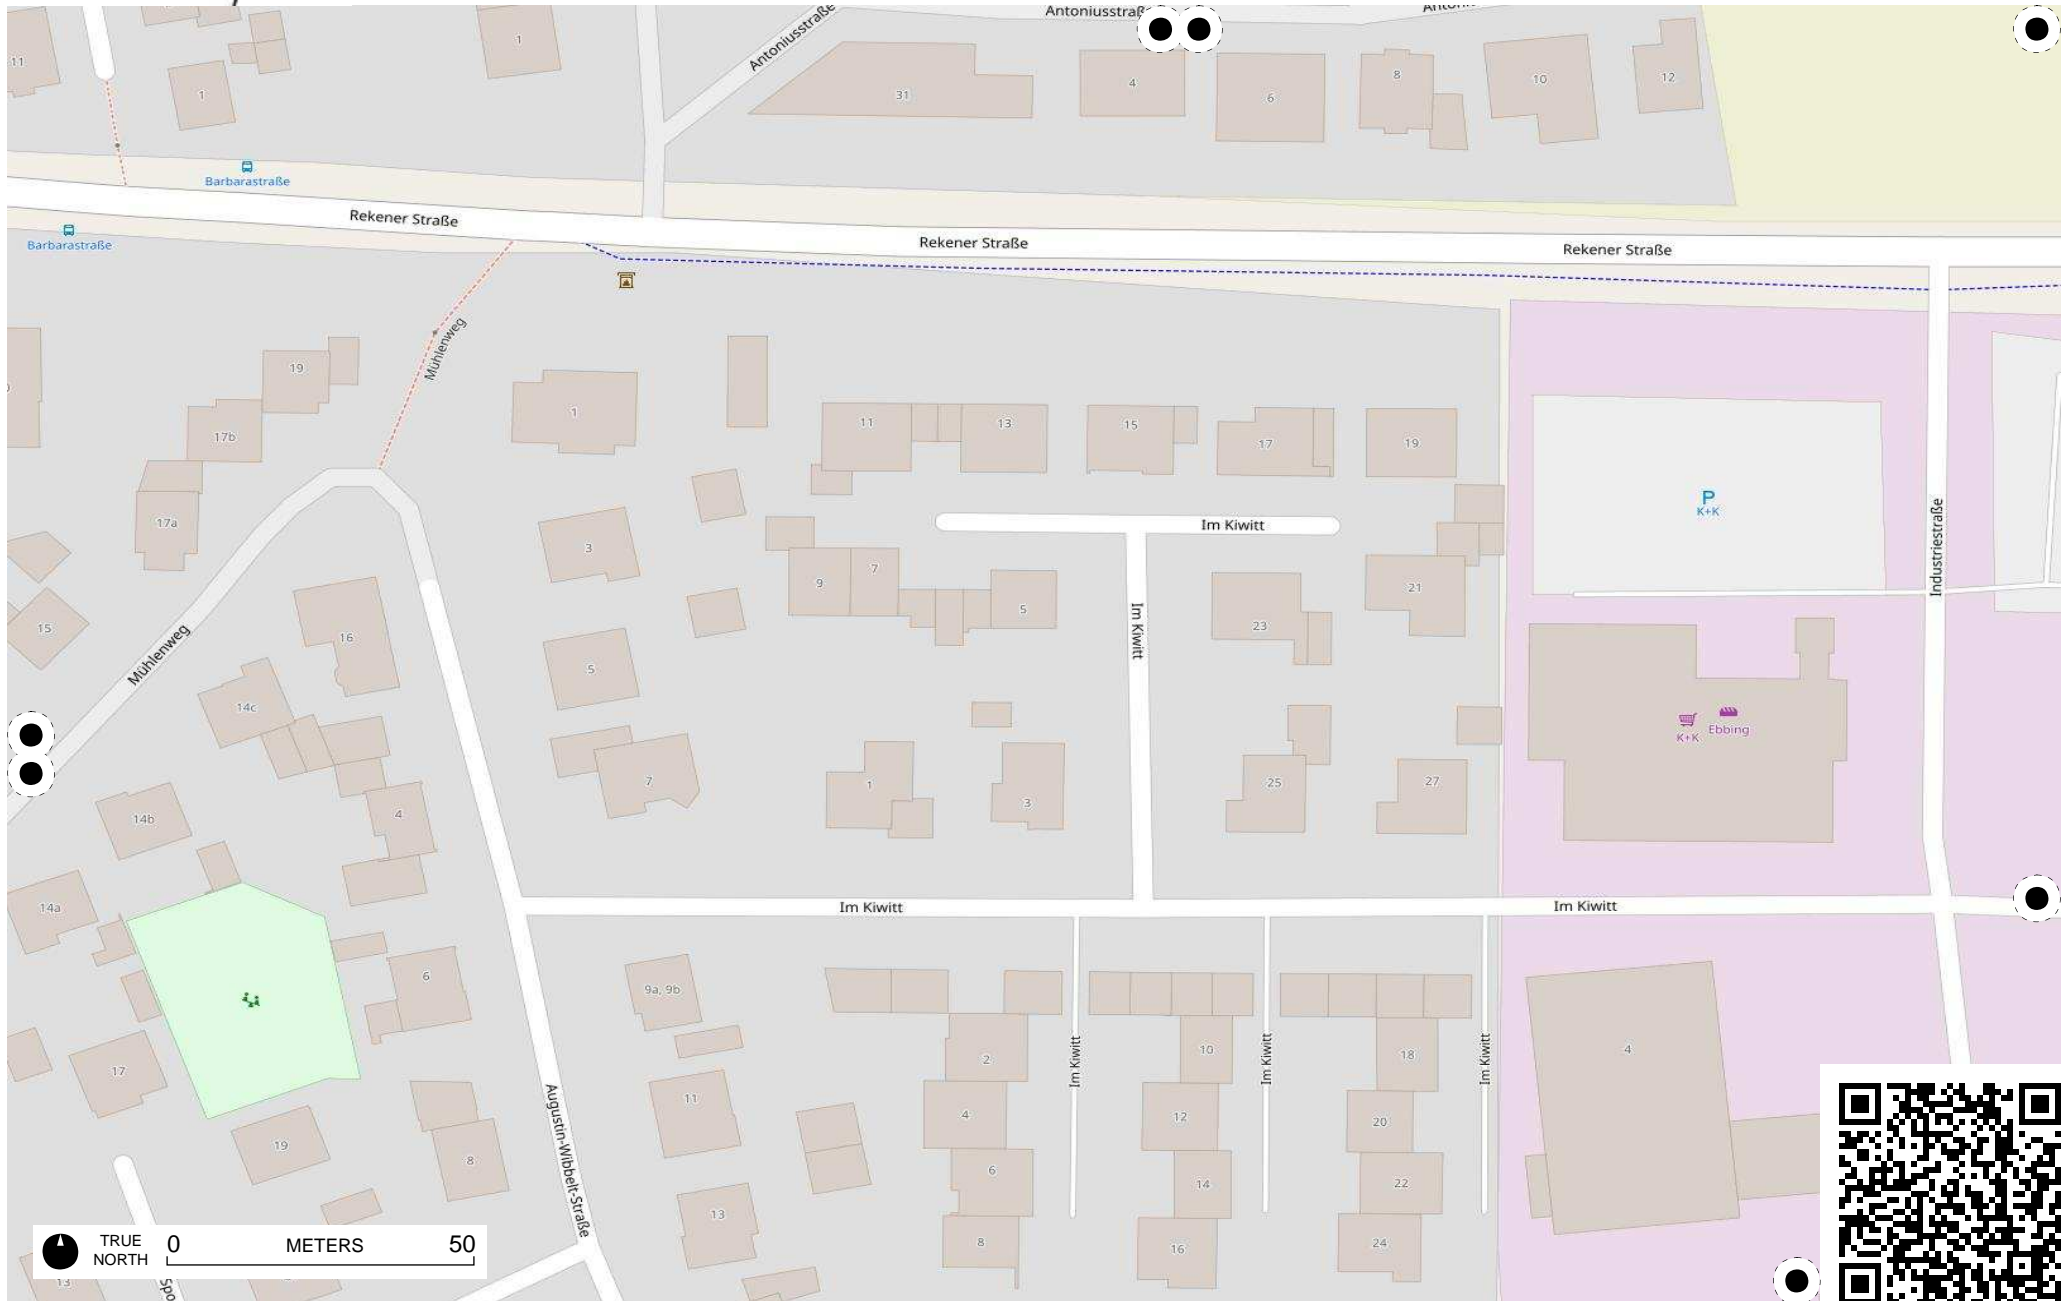 Antoniusstraße
11
1
1
Antoniusstraße
31
4
6
8
10
12
Barbarastraße
Barbarastraße
Rekener Straße
Rekener Straße
Rekener Straße
Mühlenweg
19
17b
17a
1
11
13
15
17
19
P
K+K
Im Kiwitt
3
9
7
5
23
21
Im Kiwitt
Industriestraße
15
16
Mühlenweg
5
14c
7
1
3
25
27
K+K
Ebbing
14b
4
14a
Im Kiwitt
Im Kiwitt
6
9a, 9b
17
2
10
18
4
Im Kiwitt
Im Kiwitt
Im Kiwitt
11
4
12
20
19
8
Augustin-Wibbelt-Straße
6
14
22
13
8
16
24
TRUE
NORTH
0
METERS
50
13
Spo